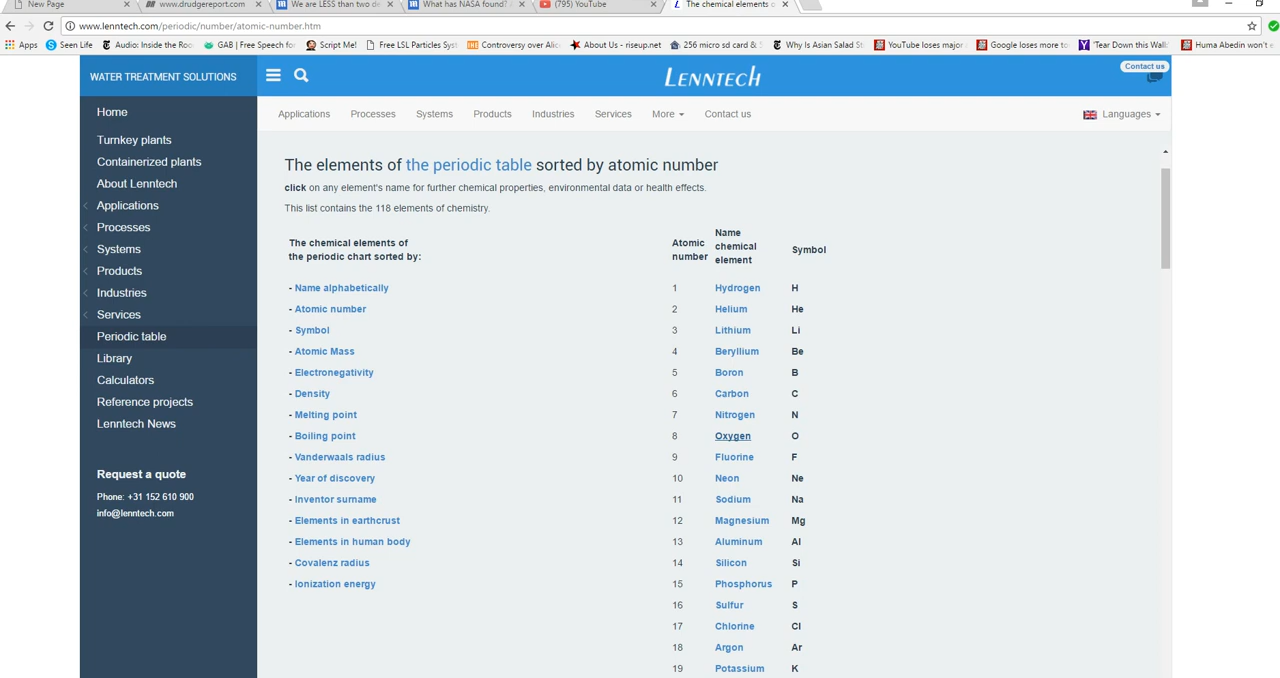 New Page
www.drudgereport.com
We are LESS than two de
What has NASA found? A
(795) YouTube
The chemical elements o
www.lenntech.com/periodic/number/atomic-number.htm
Apps
Seen Life
Audio: Inside the Roo
GAB | Free Speech for
Script Me!
Free LSL Particles Sys
Controversy over Alic
About Us - riseup.net
256 micro sd card &
Why Is Asian Salad St
YouTube loses major
Google loses more to
'Tear Down this Wall
Huma Abedin won't e
WATER TREATMENT SOLUTIONS
LENNTECH
Contact us
Home
Turnkey plants
Containerized plants
About Lenntech
Applications
Processes
Systems
Products
Industries
Services
Periodic table
Library
Calculators
Reference projects
Lenntech News
Request a quote
Phone: +31 152 610 900
info@lenntech.com
Applications Processes Systems Products Industries Services More Contact us Languages
The elements of the periodic table sorted by atomic number
click on any element's name for further chemical properties, environmental data or health effects.
This list contains the 118 elements of chemistry.
The chemical elements of
the periodic chart sorted by:
- Name alphabetically
- Atomic number
- Symbol
- Atomic Mass
- Electronegativity
- Density
- Melting point
- Boiling point
- Vanderwaals radius
- Year of discovery
- Inventor surname
- Elements in earthcrust
- Elements in human body
- Covalenz radius
- Ionization energy
Atomic
number
Name
chemical
element
Symbol
1 Hydrogen H
2 Helium He
3 Lithium Li
4 Beryllium Be
5 Boron B
6 Carbon C
7 Nitrogen N
8 Oxygen O
9 Fluorine F
10 Neon Ne
11 Sodium Na
12 Magnesium Mg
13 Aluminum Al
14 Silicon Si
15 Phosphorus P
16 Sulfur S
17 Chlorine Cl
18 Argon Ar
19 Potassium K